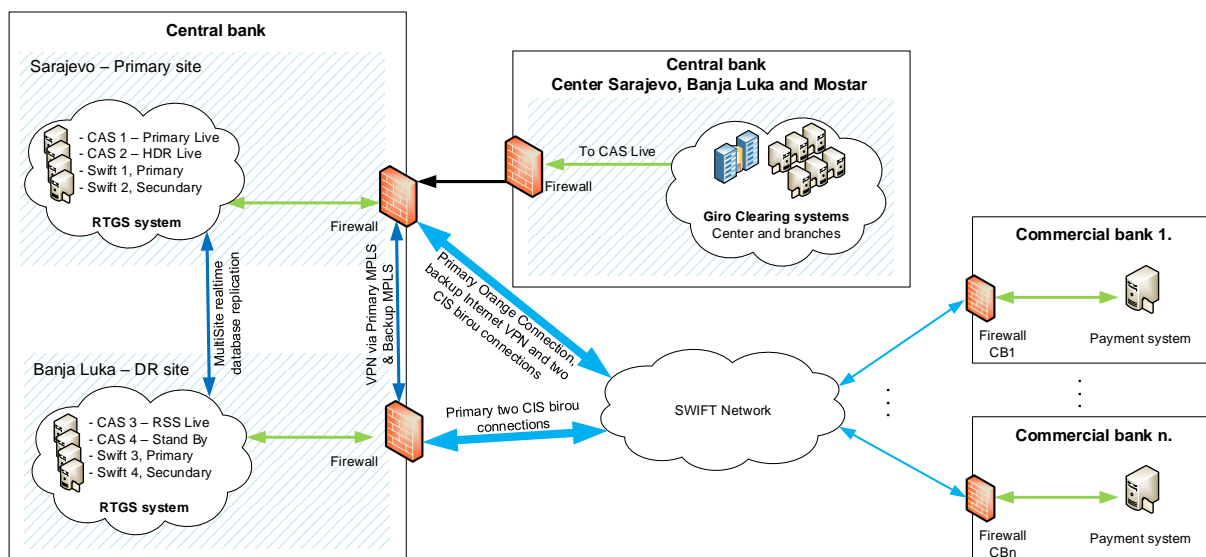 Central bank
Sarajevo – Primary site
- CAS 1 – Primary Live
- CAS 2 – HDR Live
- Swift 1, Primary
- Swift 2, Secundary
RTGS system
Firewall
MultiSite realtime
database replication
VPN via Primary MPLS
& Backup MPLS
Banja Luka – DR site
- CAS 3 – RSS Live
- CAS 4 – Stand By
- Swift 3, Primary
- Swift 4, Secundary
RTGS system
Firewall
Central bank
Center Sarajevo, Banja Luka and Mostar
To CAS Live
Firewall
Giro Clearing systems
Center and branches
Primary Orange Connection,
backup Internet VPN and two
CIS birou connections
Primary two CIS birou
connections
SWIFT Network
Commercial bank 1.
Firewall
CB1
Payment system
Commercial bank n.
Firewall
CBn
Payment system